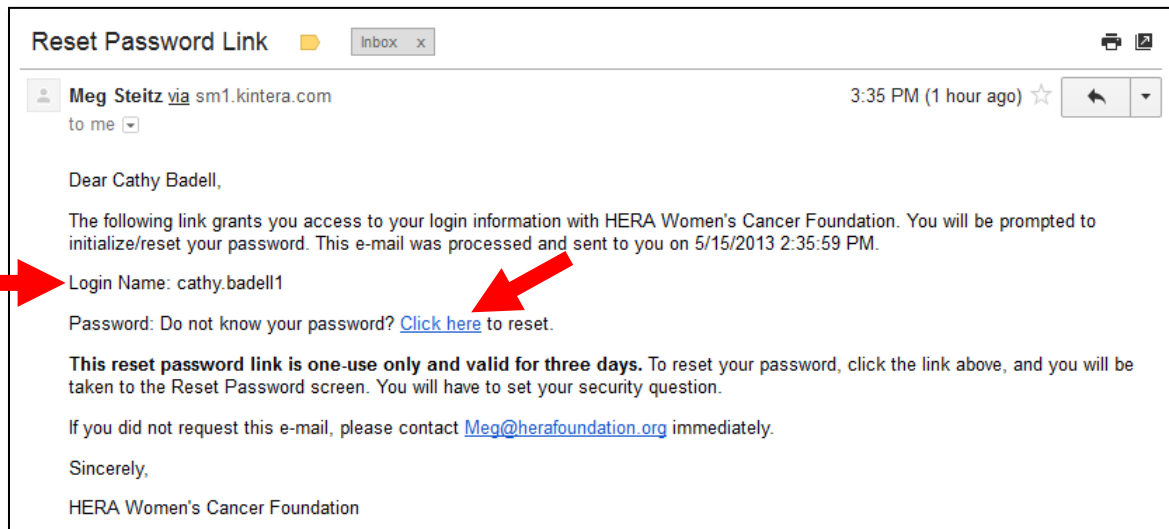 Reset Password Link Inbox x
Meg Steitz via sm1.kintera.com 3:35 PM (1 hour ago)
to me
Dear Cathy Badell,
The following link grants you access to your login information with HERA Women's Cancer Foundation. You will be prompted to
initialize/reset your password. This e-mail was processed and sent to you on 5/15/2013 2:35:59 PM.
Login Name: cathy.badell1
Password: Do not know your password? Click here to reset.
This reset password link is one-use only and valid for three days. To reset your password, click the link above, and you will be
taken to the Reset Password screen. You will have to set your security question.
If you did not request this e-mail, please contact Meg@herafoundation.org immediately.
Sincerely,
HERA Women's Cancer Foundation